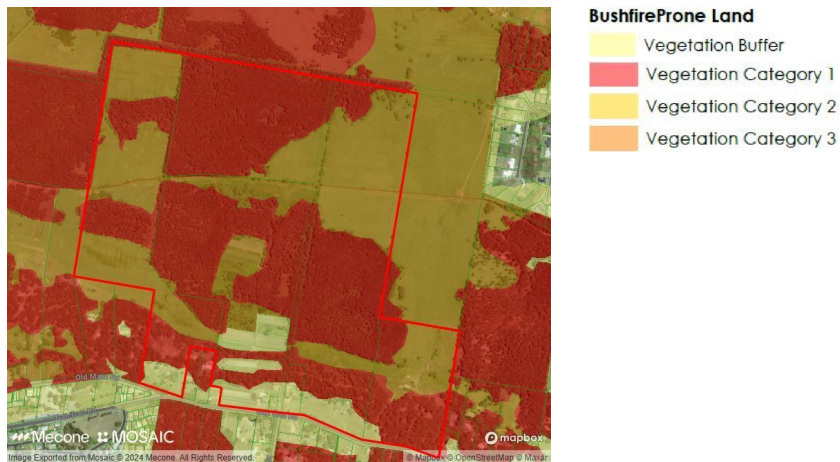 BushfireProne Land
Vegetation Buffer
Vegetation Category 1
Vegetation Category 2
Vegetation Category 3
Mecone MOSAIC
mapbox
Image Exported from Mosaic © 2024 Mecone. All Rights Reserved.
© Mapbox © OpenStreetMap © Maxar